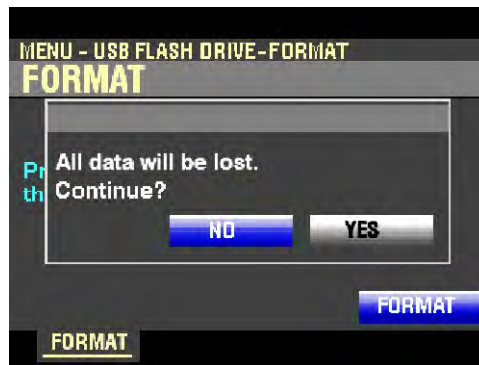 MENU - USB FLASH DRIVE-FORMAT
FORMAT
All data will be lost.
Continue?
NO YES
FORMAT
FORMAT